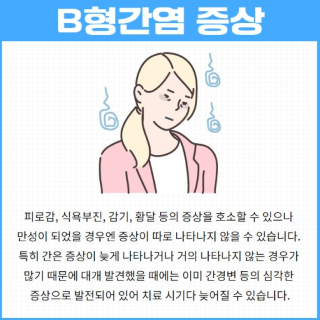 B형간염 증상
피로감, 식욕부진, 감기, 황달 등의 증상을 호소할 수 있으나
만성이 되었을 경우엔 증상이 따로 나타나지 않을 수 있습니다.
특히 간은 증상이 늦게 나타나거나 거의 나타나지 않는 경우가
많기 때문에 대개 발견했을 때에는 이미 간경변 등의 심각한
증상으로 발전되어 있어 치료 시기다 늦어질 수 있습니다.